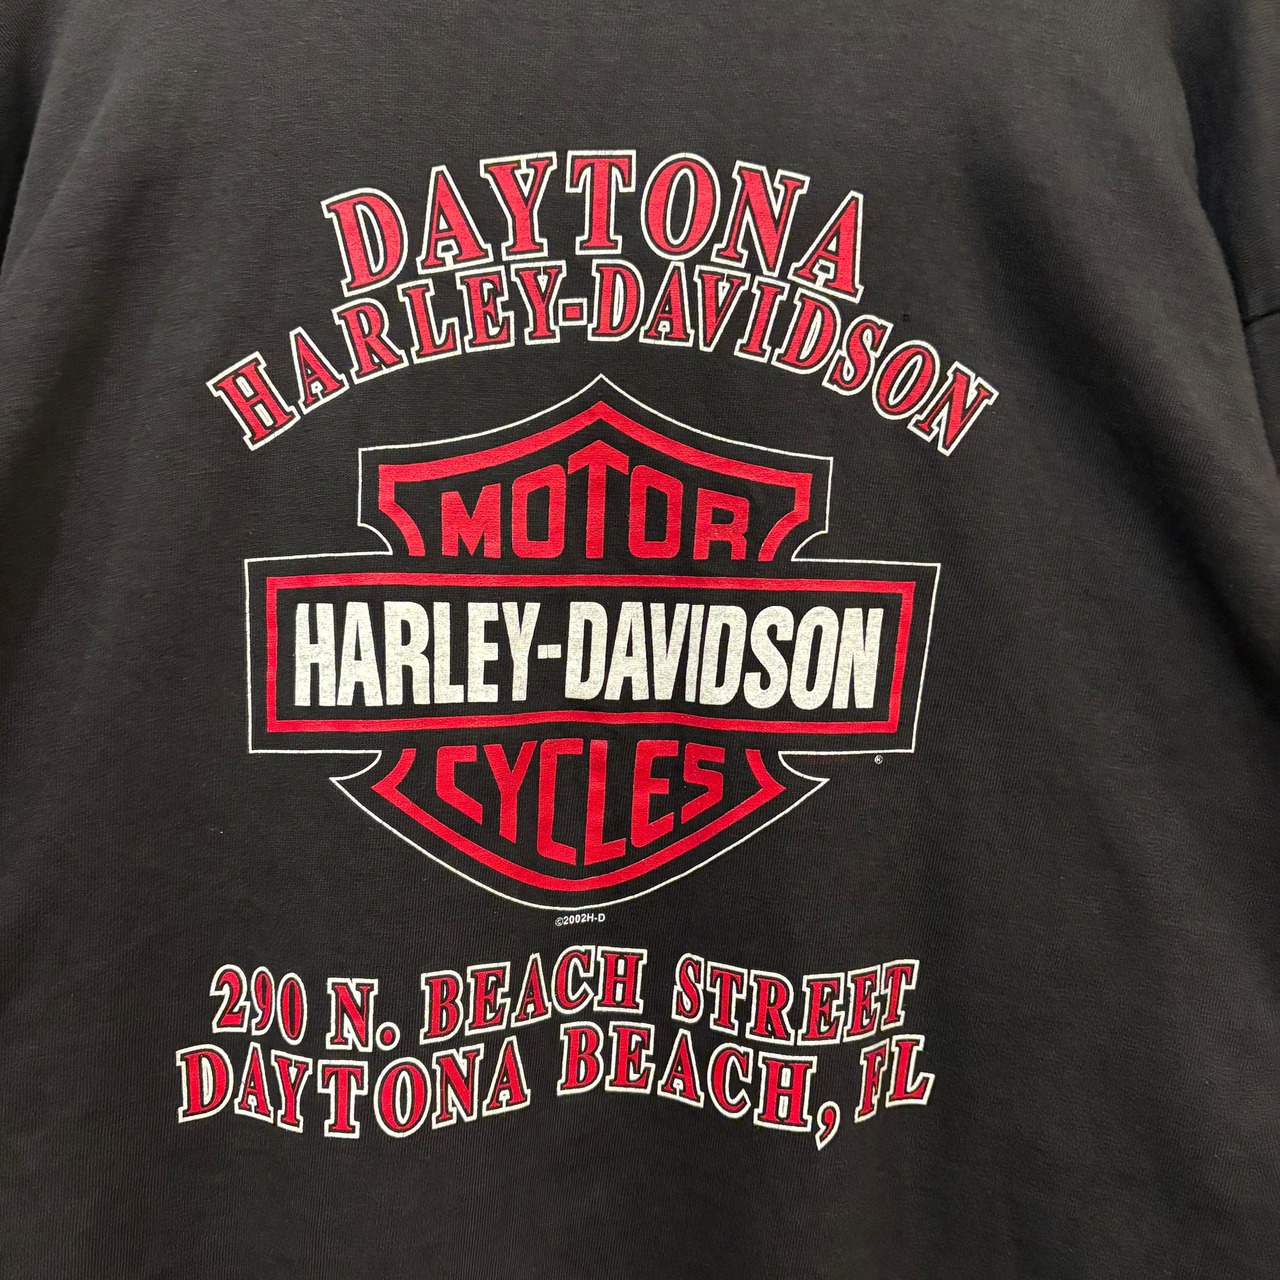 DAYTONA
HARLEY-DAVIDSON
MOTOR
HARLEY-DAVIDSON
®
CYCLES
©2002H-D
290 N. BEACH STREET
DAYTONA BEACH, FL